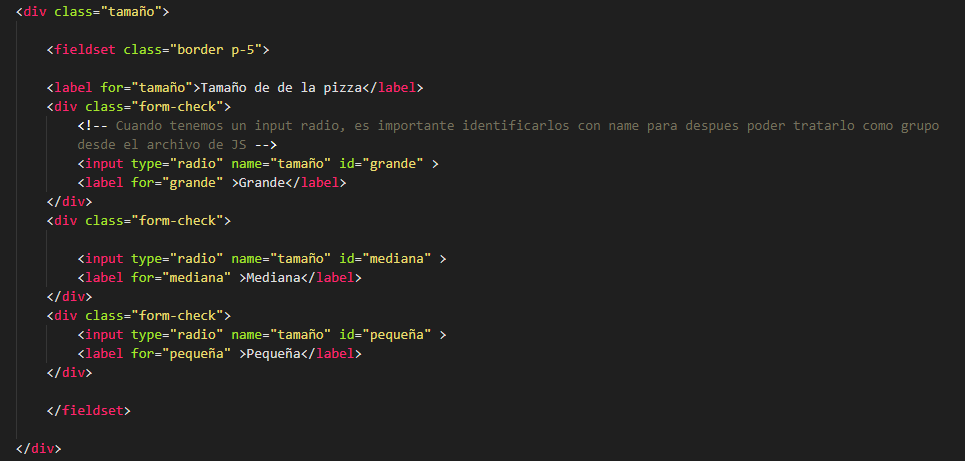 <div class="tamaño">
<fieldset class="border p-5">
<label for="tamaño">Tamaño de de la pizza</label>
<div class="form-check">
<!-- Cuando tenemos un input radio, es importante identificarlos con name para despues poder tratarlo como grupo
desde el archivo de JS -->
<input type="radio" name="tamaño" id="grande" >
<label for="grande" >Grande</label>
</div>
<div class="form-check">
<input type="radio" name="tamaño" id="mediana" >
<label for="mediana" >Mediana</label>
</div>
<div class="form-check">
<input type="radio" name="tamaño" id="pequeña" >
<label for="pequeña" >Pequeña</label>
</div>
</fieldset>
</div>